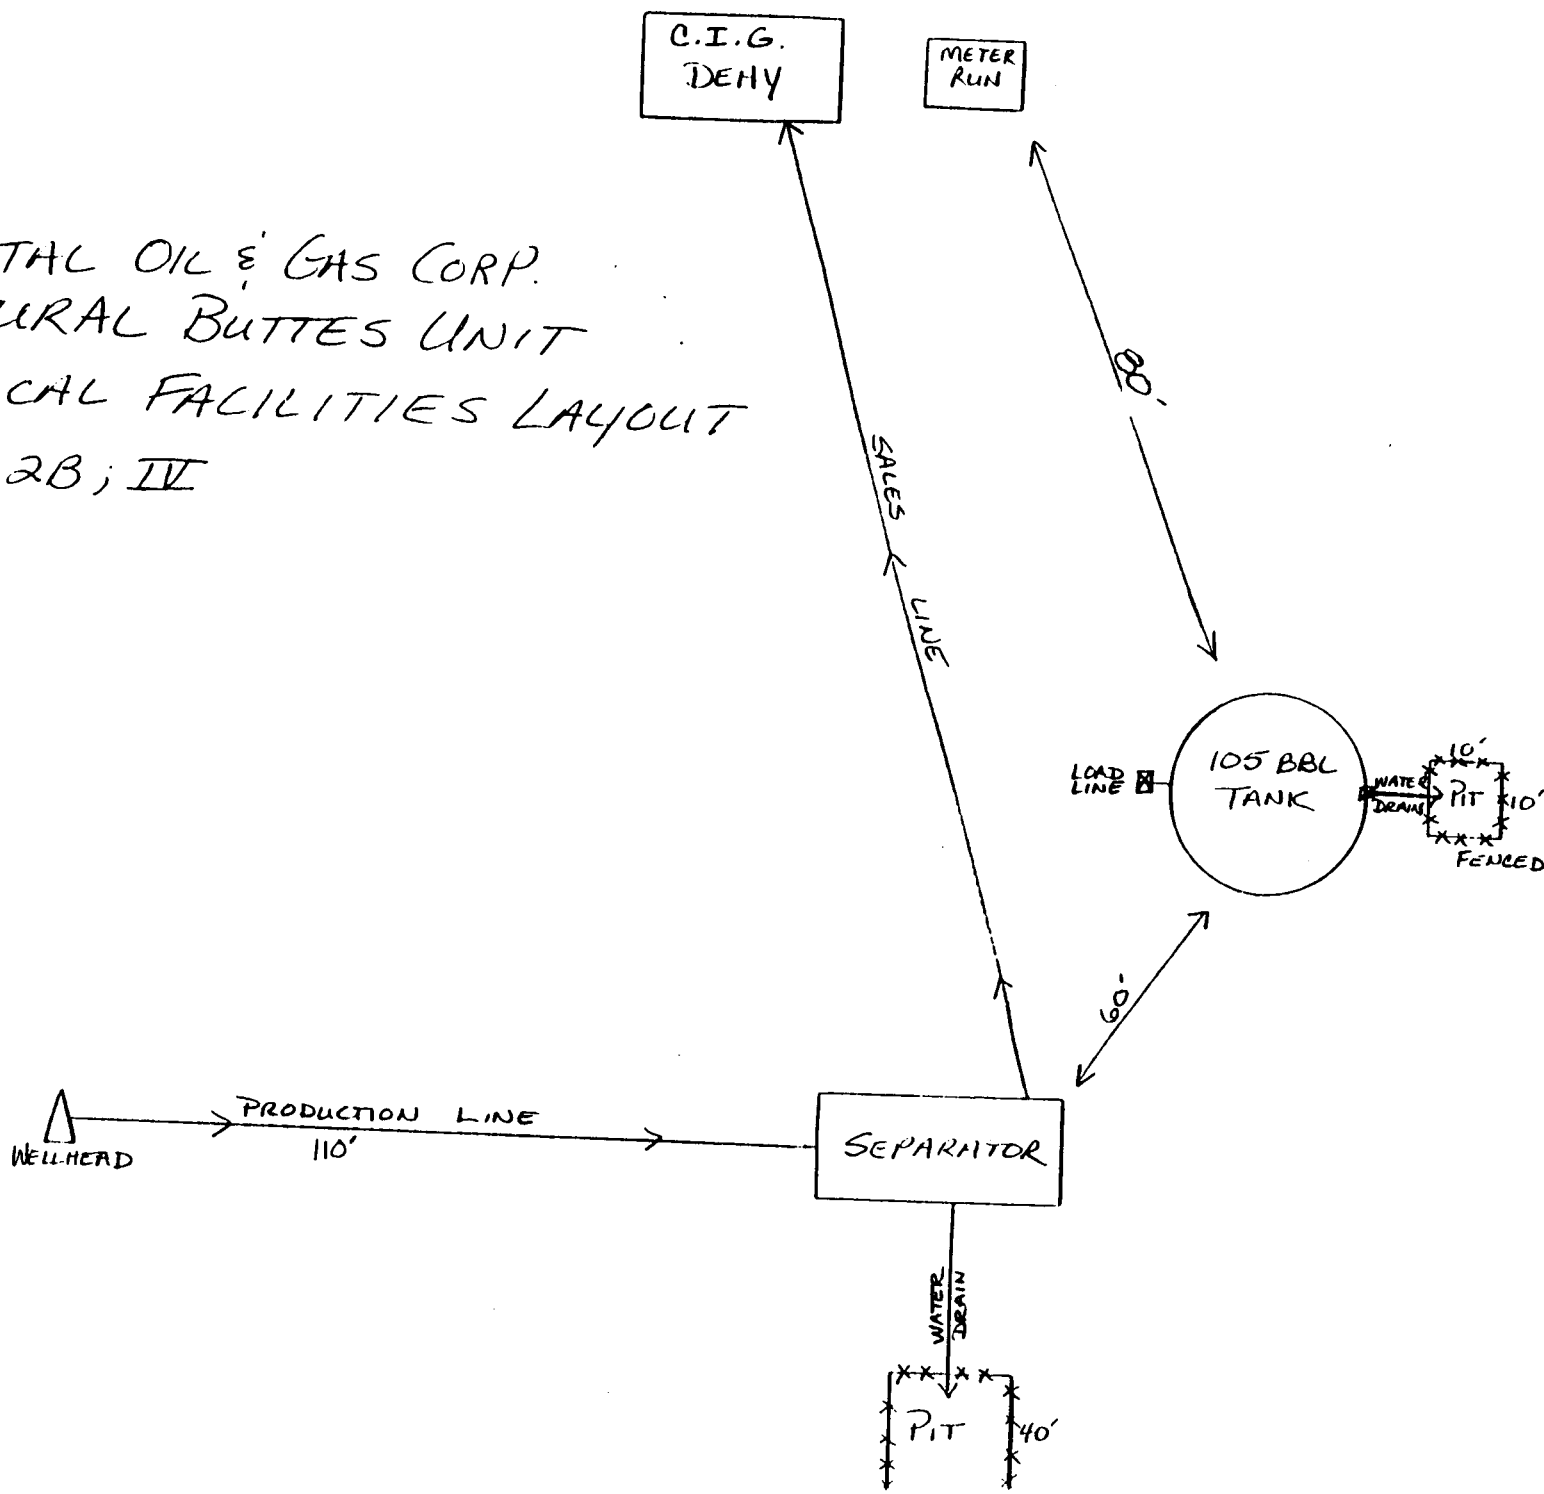 C.I.G.
DEHY
METER
RUN
TAL OIL & GAS CORP.
URAL BUTTES UNIT
CAL FACILITIES LAYOUT
2B; IV
80'
SALES LINE
LOAD
LINE
105 BBL
TANK
WATER
DRAIN
10'
PIT
10'
FENCED
60'
PRODUCTION LINE
110'
WELLHEAD
SEPARATOR
WATER
DRAIN
PIT
40'